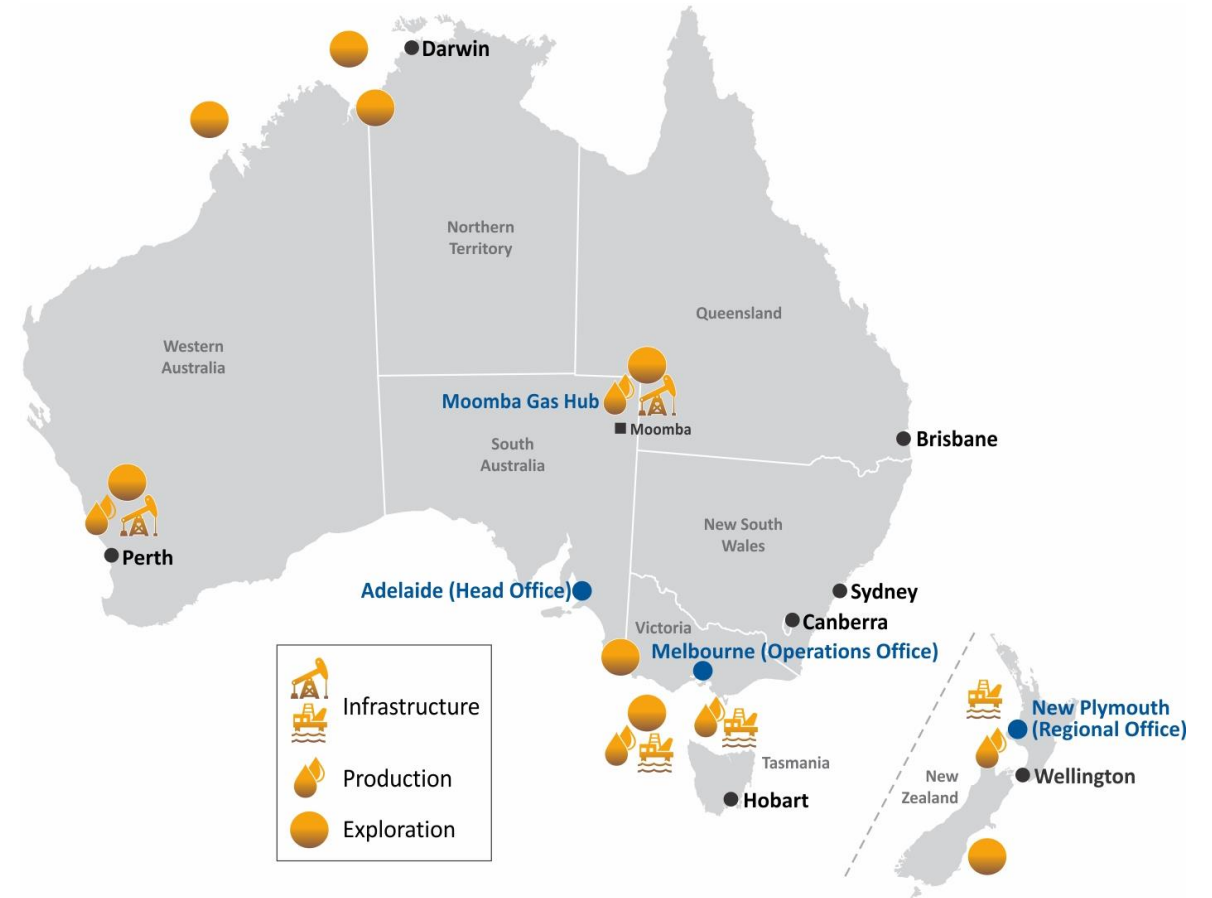 Darwin
Northern
Territory
Queensland
Western
Australia
Moomba Gas Hub
Moomba
South
Australia
Brisbane
New South
Wales
Perth
Adelaide (Head Office)
Sydney
Canberra
Victoria
Melbourne (Operations Office)
Infrastructure
Production
Exploration
Tasmania
Hobart
New Plymouth
(Regional Office)
Wellington
New
Zealand